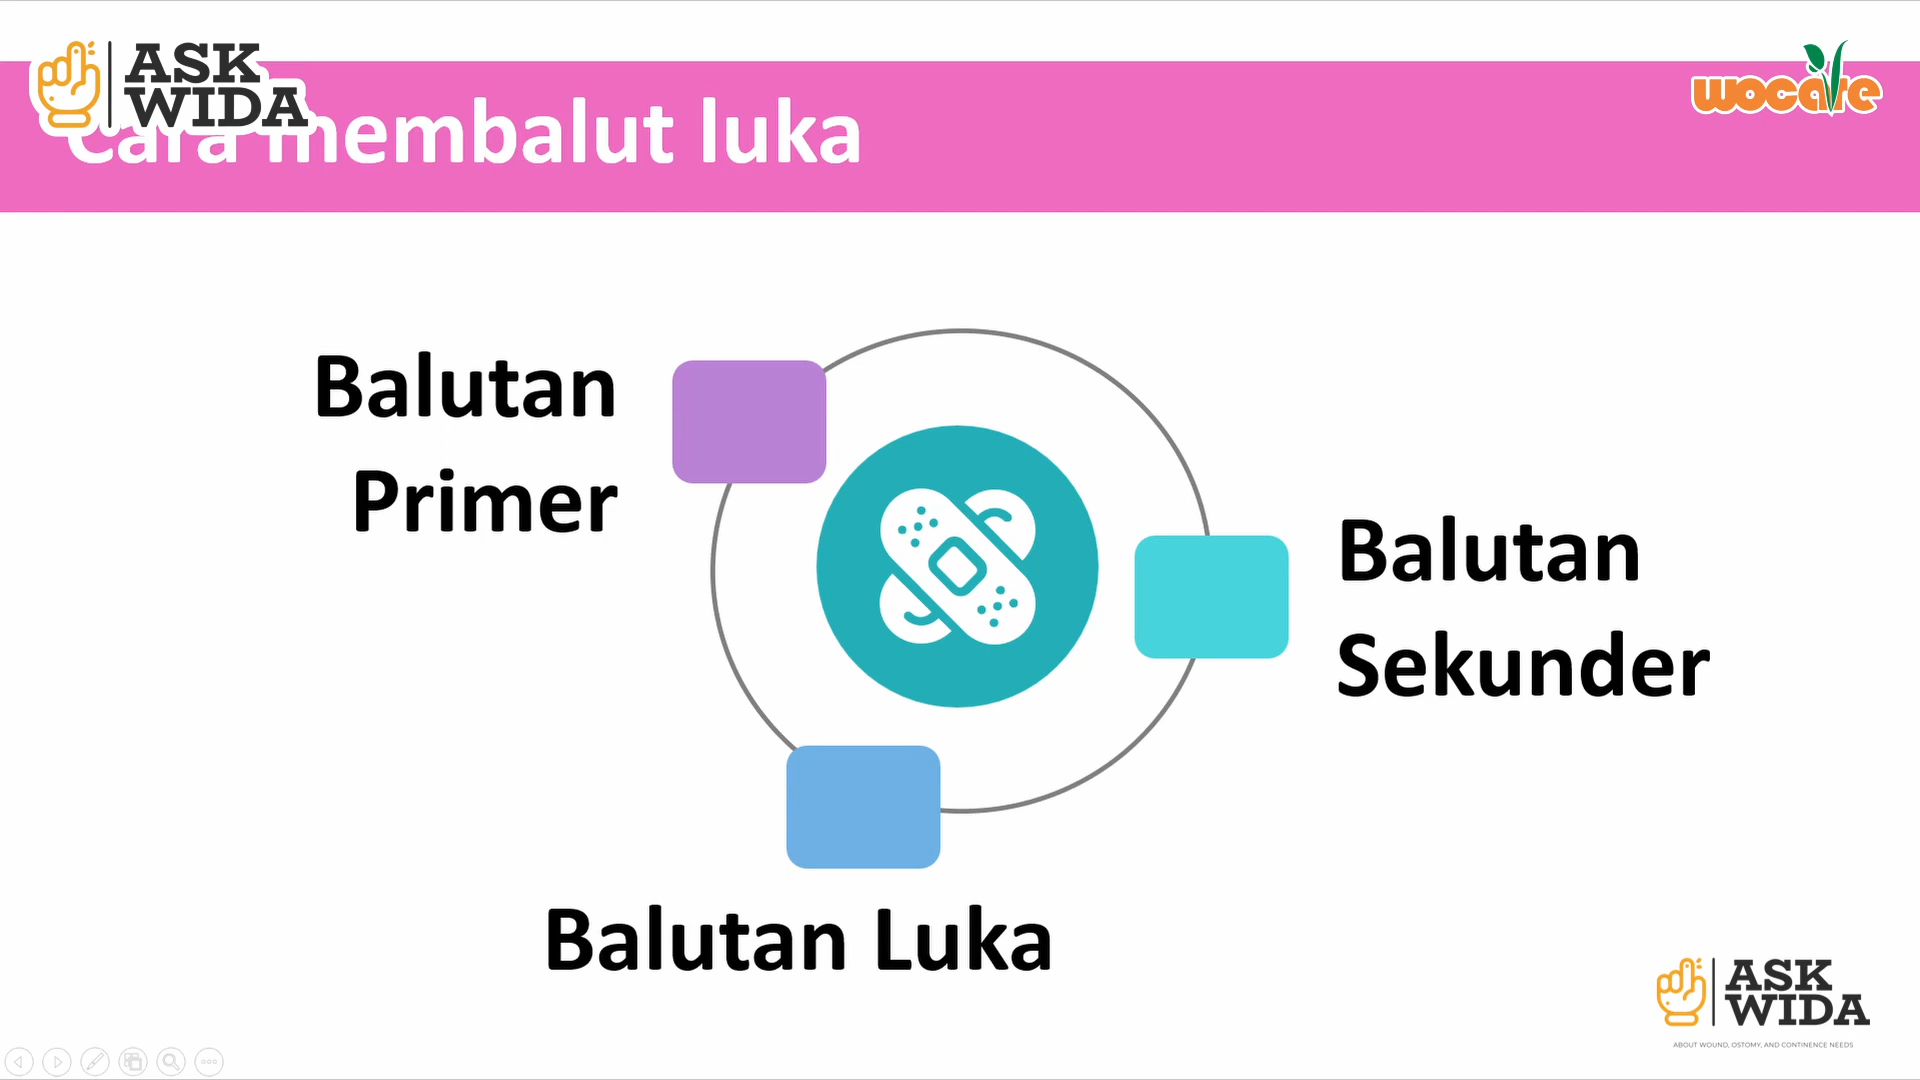 ASK
WIDA
wocare
Cara membalut luka
Balutan
Primer
Balutan
Sekunder
Balutan Luka
ASK
WIDA
ABOUT WOUND, OSTOMY, AND CONTINENCE NEEDS